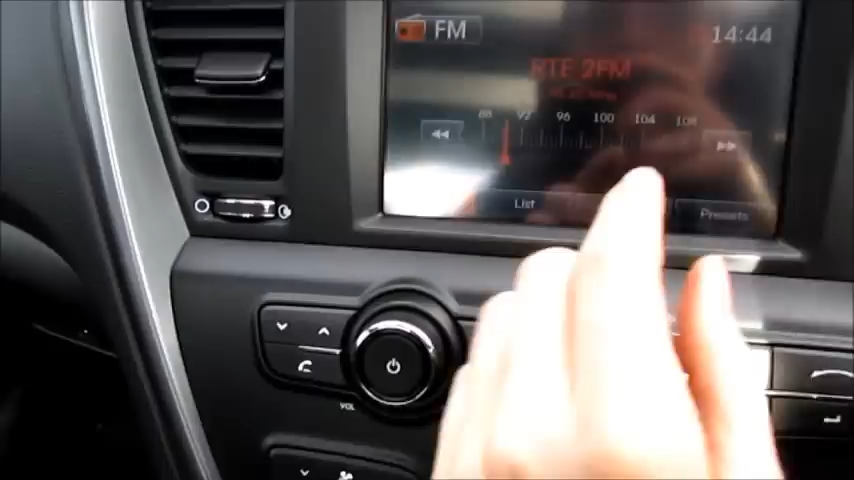 FM
14:44
RTE 2FM
88 92 96 100 104 108
List
Presets
VOL